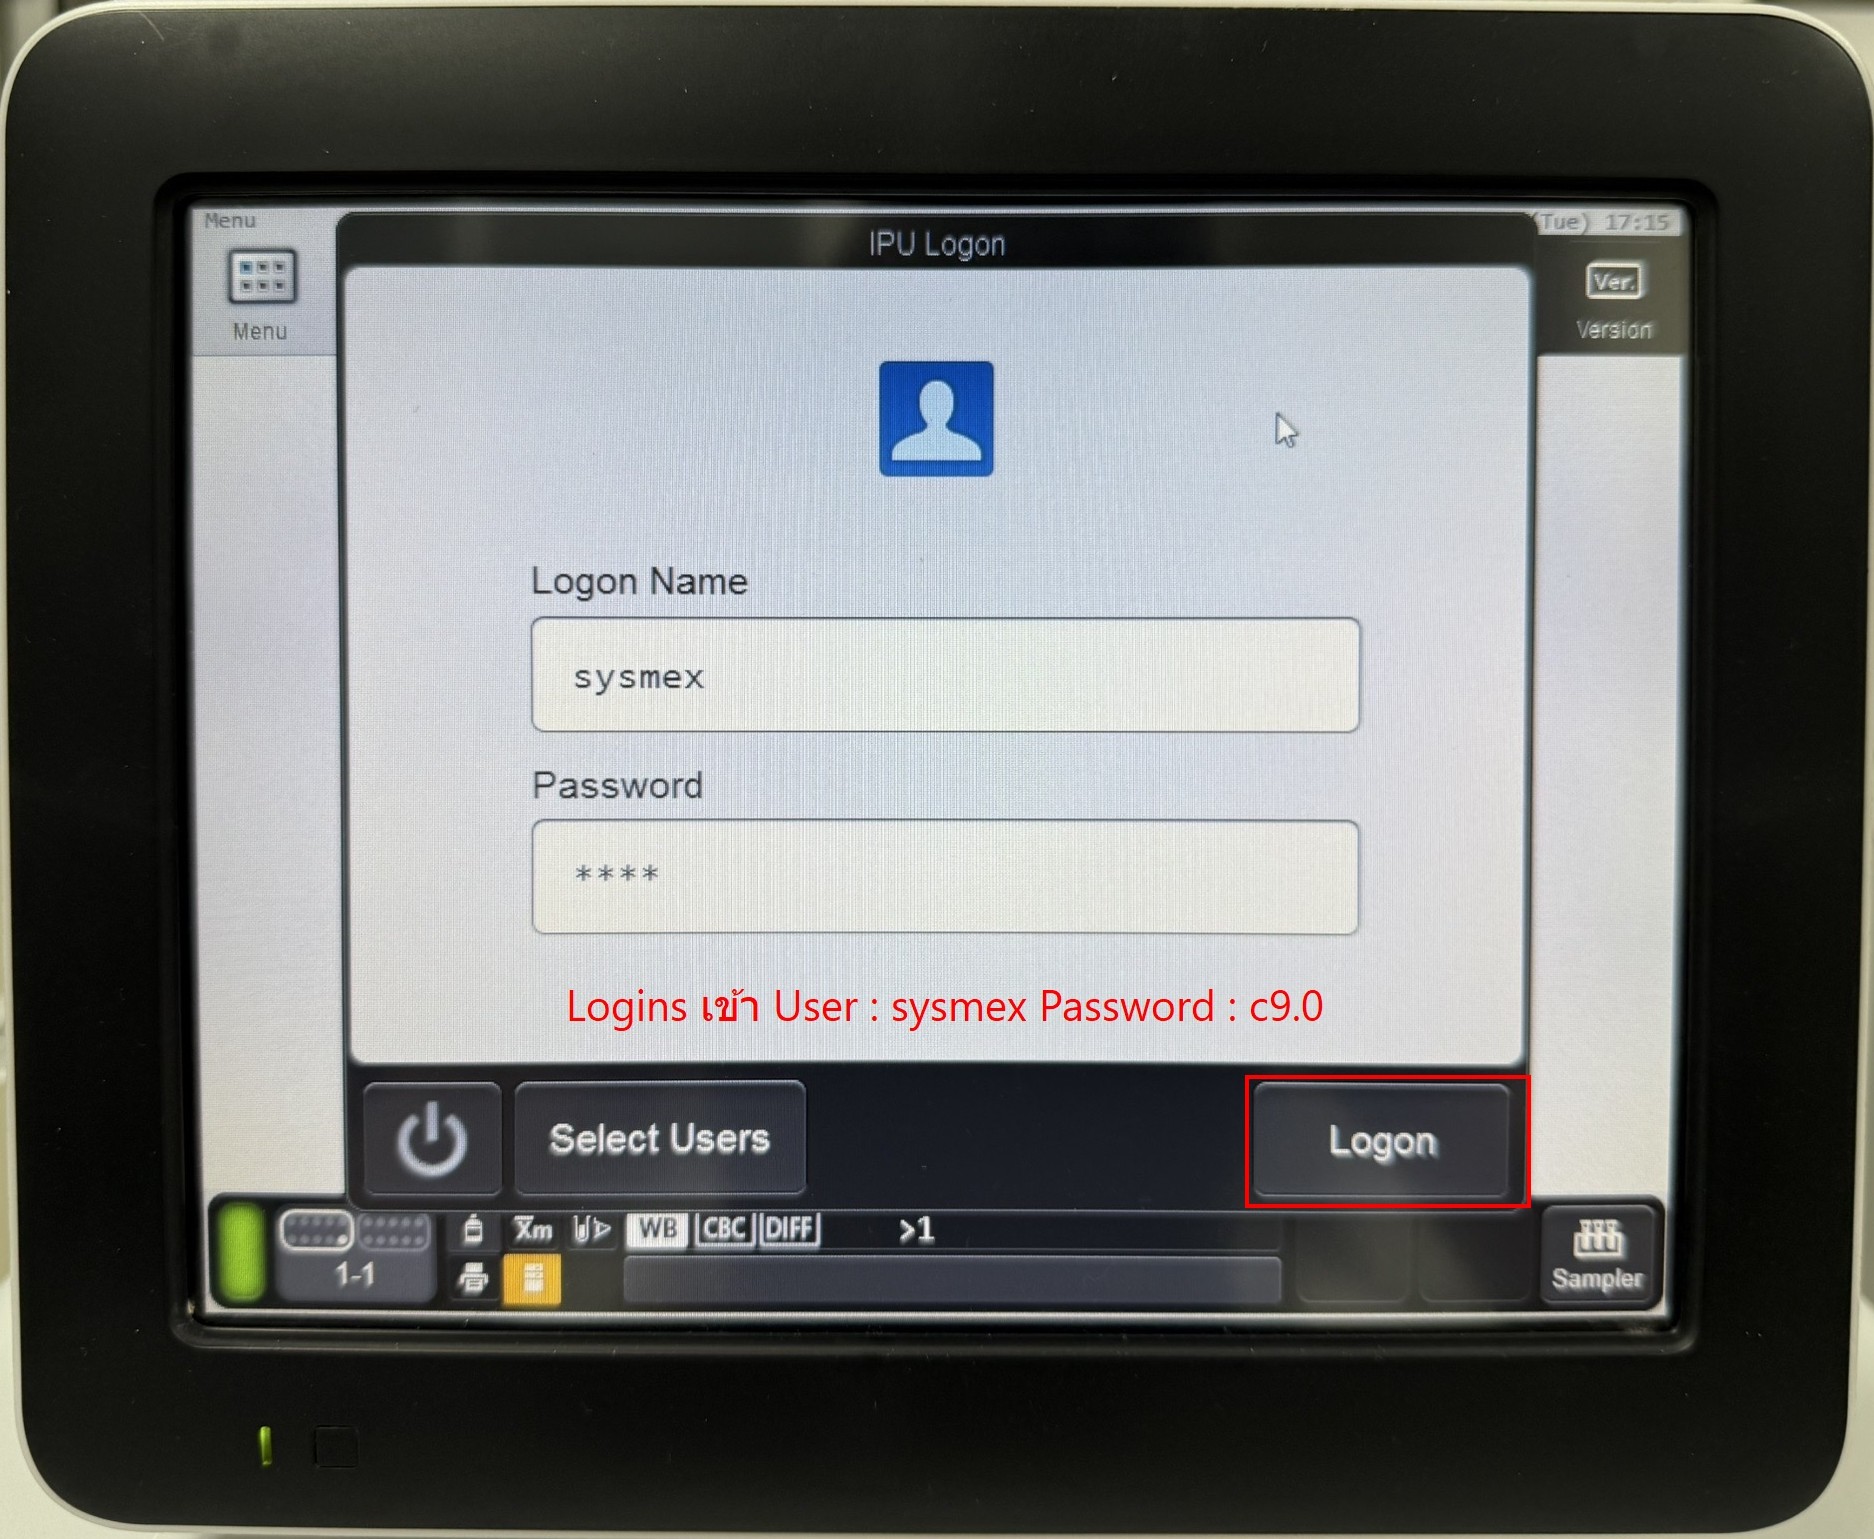 Menu
IPU Logon
(Tue) 17:15
Menu
Ver.
Version
Logon Name
sysmex
Password
****
Logins เข้า User : sysmex Password : c9.0
Select Users
Logon
Xm
WB CBC DIFF
>1
1-1
Sampler